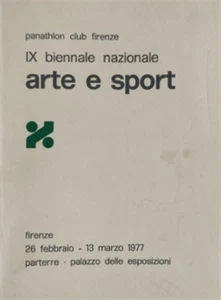 panathlon club firenze
IX biennale nazionale
arte e sport
firenze
26 febbraio - 13 marzo 1977
parterre · palazzo delle esposizioni